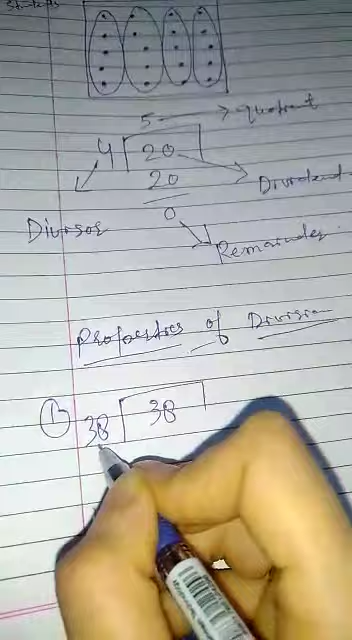 5 → quotient
4 20 Dividend
20
0
Divisor
Remainder
Properties of Division
① 38 38